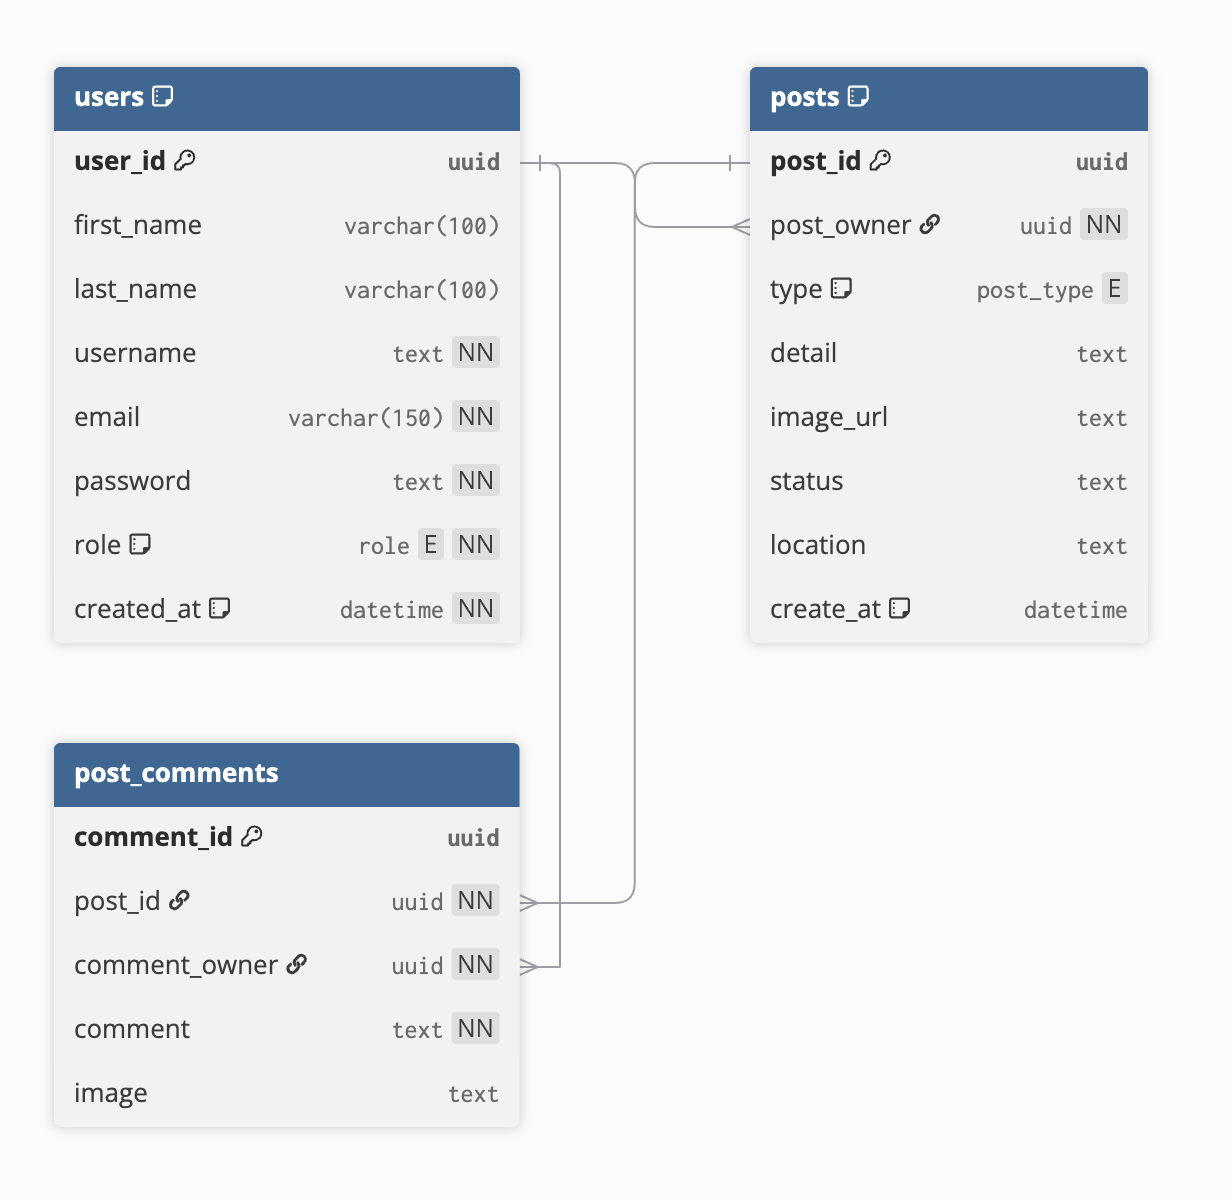 users
user_id uuid
first_name varchar(100)
last_name varchar(100)
username text NN
email varchar(150) NN
password text NN
role role E NN
created_at datetime NN
posts
post_id uuid
post_owner uuid NN
type post_type E
detail text
image_url text
status text
location text
create_at datetime
post_comments
comment_id uuid
post_id uuid NN
comment_owner uuid NN
comment text NN
image text